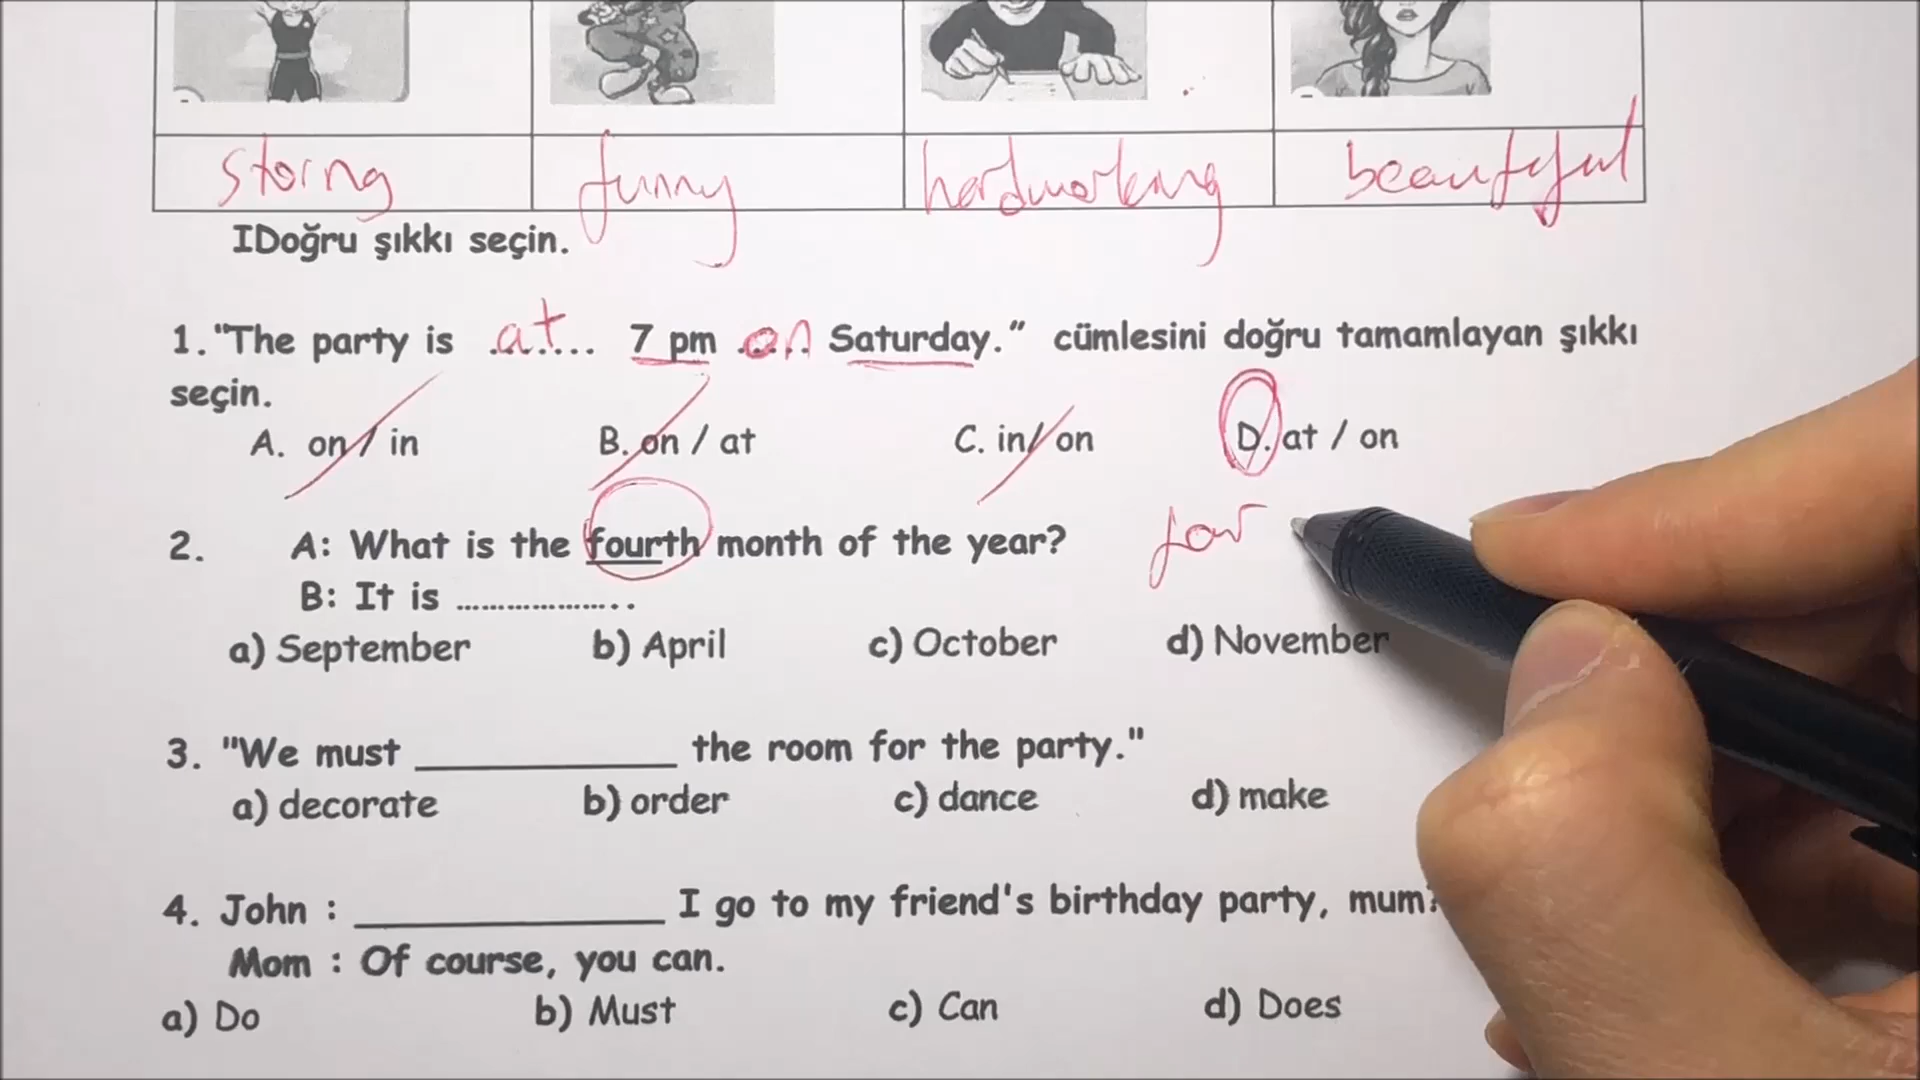 storng funny hardworking beautyful
IDoğru şıkkı seçin.
1. "The party is at 7 pm on Saturday." cümlesini doğru tamamlayan şıkkı
seçin.
A. on / in B. on / at C. in/ on D. at / on
2. A: What is the fourth month of the year? four
B: It is ......................
a) September b) April c) October d) November
3. "We must ____________ the room for the party."
a) decorate b) order c) dance d) make
4. John : ______________ I go to my friend's birthday party, mum?
Mom : Of course, you can.
a) Do b) Must c) Can d) Does